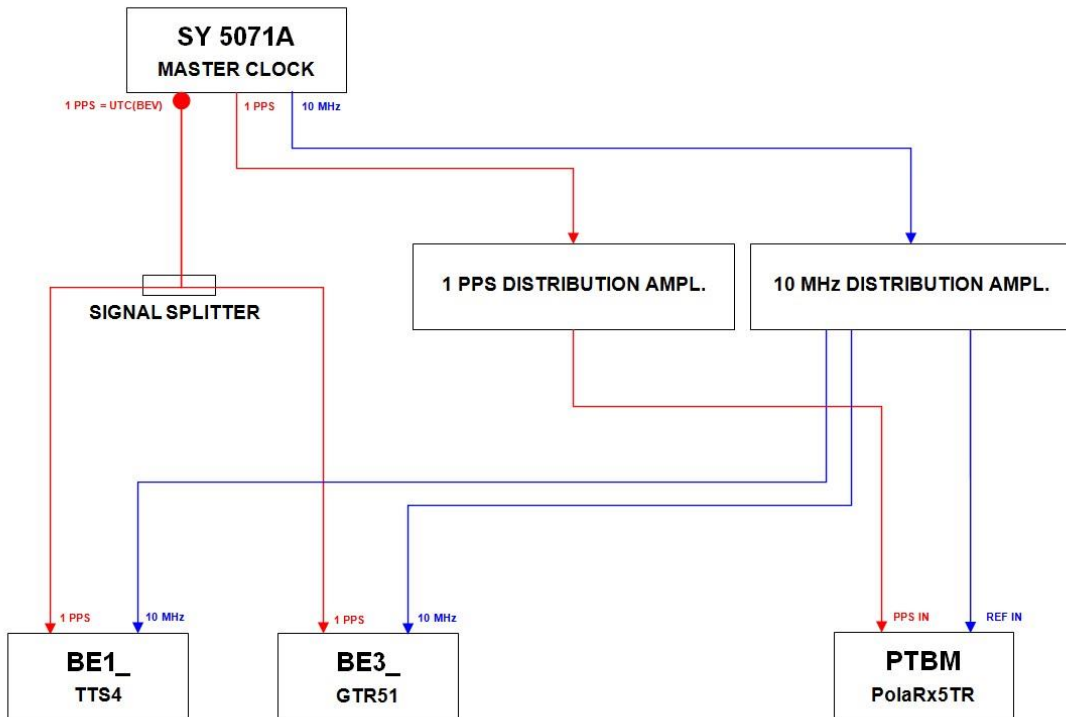 SY 5071A
MASTER CLOCK
1 PPS = UTC(BEV)
1 PPS
10 MHz
1 PPS DISTRIBUTION AMPL.
10 MHz DISTRIBUTION AMPL.
SIGNAL SPLITTER
1 PPS
10 MHz
1 PPS
10 MHz
PPS IN
REF IN
BE1_
TTS4
BE3_
GTR51
PTBM
PolaRx5TR